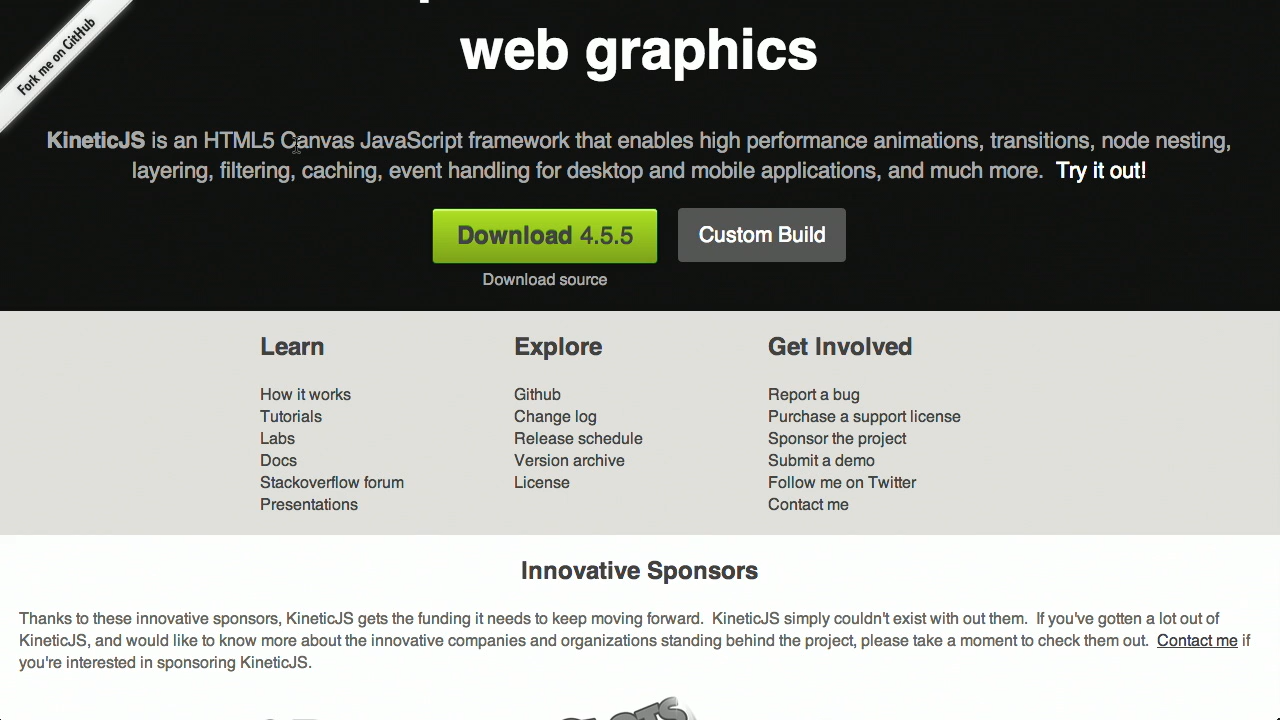 Fork me on GitHub
web graphics
KineticJS is an HTML5 Canvas JavaScript framework that enables high performance animations, transitions, node nesting,
layering, filtering, caching, event handling for desktop and mobile applications, and much more. Try it out!
Download 4.5.5
Custom Build
Download source
Learn
How it works
Tutorials
Labs
Docs
Stackoverflow forum
Presentations
Explore
Github
Change log
Release schedule
Version archive
License
Get Involved
Report a bug
Purchase a support license
Sponsor the project
Submit a demo
Follow me on Twitter
Contact me
Innovative Sponsors
Thanks to these innovative sponsors, KineticJS gets the funding it needs to keep moving forward. KineticJS simply couldn't exist with out them. If you've gotten a lot out of
KineticJS, and would like to know more about the innovative companies and organizations standing behind the project, please take a moment to check them out. Contact me if
you're interested in sponsoring KineticJS.